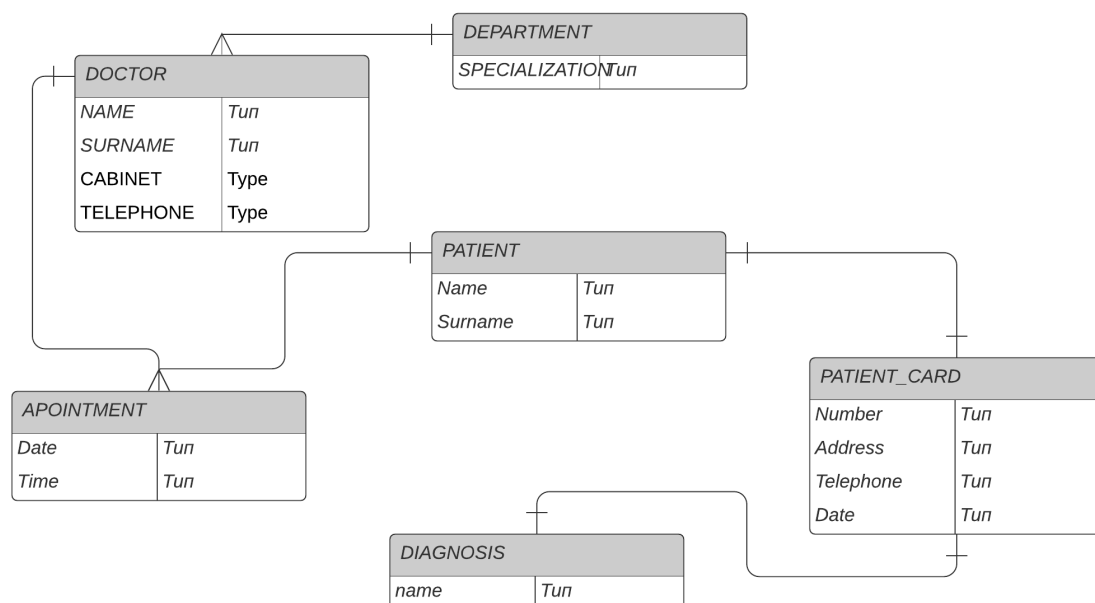 DEPARTMENT
SPECIALIZATION Тип
DOCTOR
NAME Тип
SURNAME Тип
CABINET Type
TELEPHONE Type
PATIENT
Name Тип
Surname Тип
PATIENT_CARD
Number Тип
Address Тип
Telephone Тип
Date Тип
APOINTMENT
Date Тип
Time Тип
DIAGNOSIS
name Тип